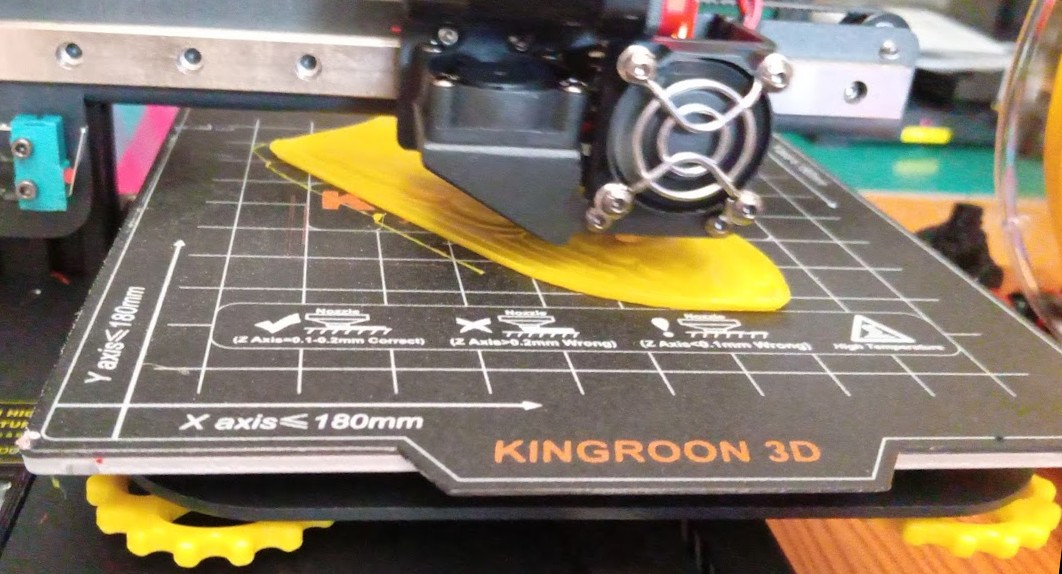 Nozzle
Nozzle
Nozzle
(Z Axis=0.1-0.2mm Correct)
(Z Axis>0.2mm Wrong)
(Z Axis<0.1mm Wrong)
High Temperature
Y axis≤180mm
X axis≤180mm
KINGROON 3D